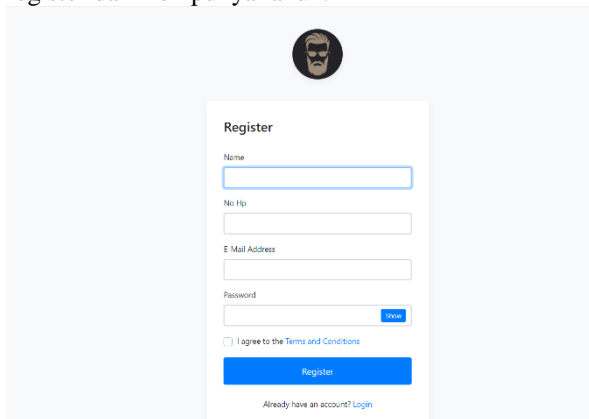 Register
Name
No Hp
E-Mail Address
Password
Show
I agree to the Terms and Conditions
Register
Already have an account? Login